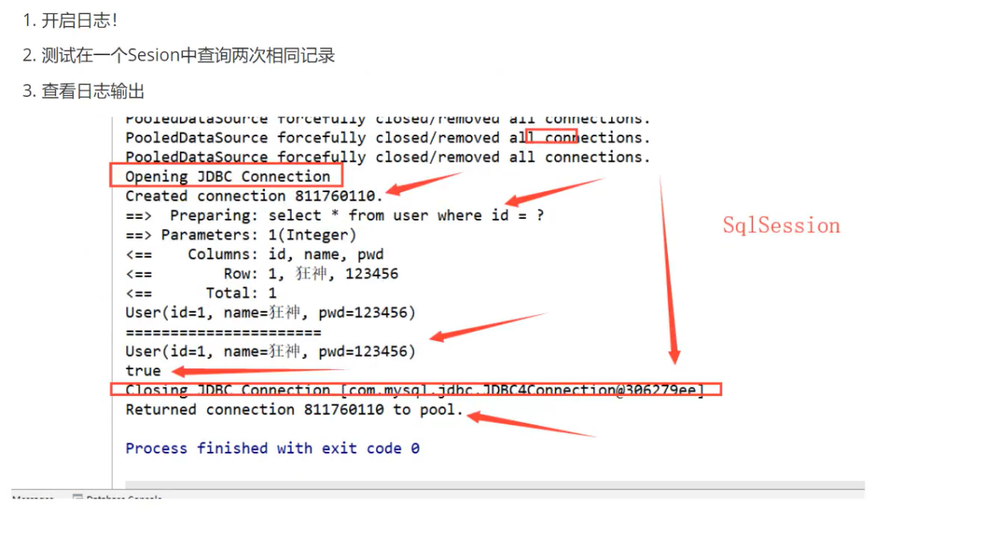 1. 开启日志！
2. 测试在一个Sesion中查询两次相同记录
3. 查看日志输出
PooledDataSource forcefully closed/removed all connections.
PooledDataSource forcefully closed/removed all connections.
PooledDataSource forcefully closed/removed all connections.
Opening JDBC Connection
Created connection 811760110.
==>  Preparing: select * from user where id = ?
==> Parameters: 1(Integer)
<==    Columns: id, name, pwd
<==        Row: 1, 狂神, 123456
<==      Total: 1
User(id=1, name=狂神, pwd=123456)
======================
User(id=1, name=狂神, pwd=123456)
true
Closing JDBC Connection [com.mysql.jdbc.JDBC4Connection@306279ee]
Returned connection 811760110 to pool.
Process finished with exit code 0
SqlSession
Messages Database Console